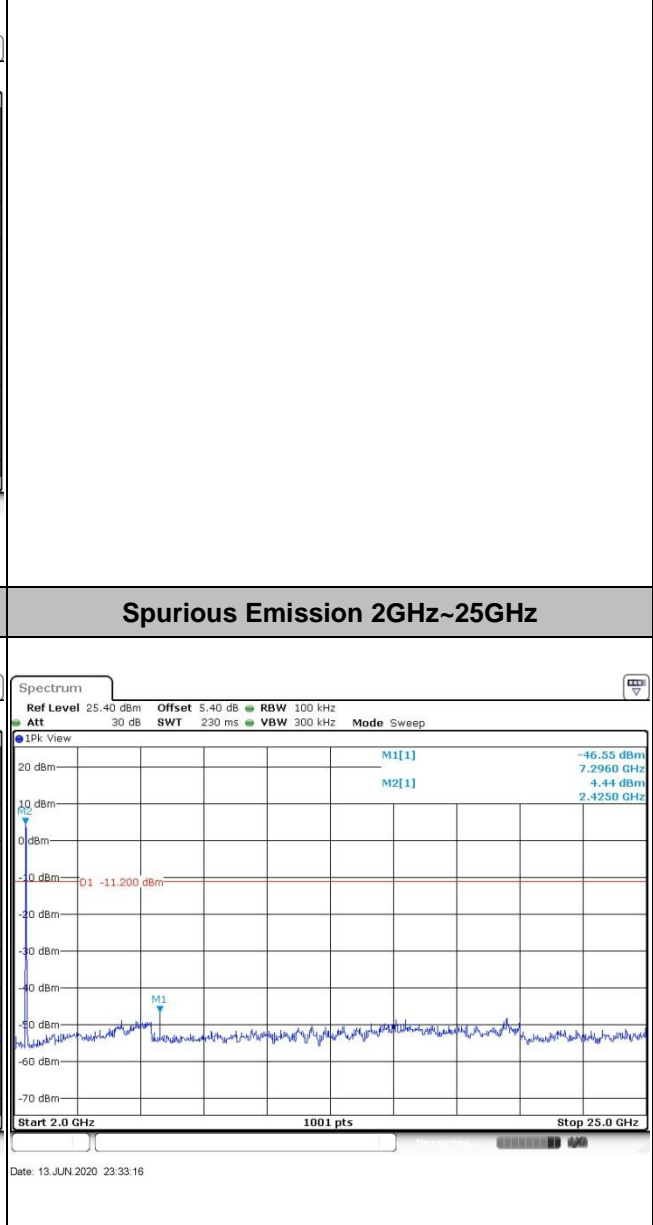 Spurious Emission 2GHz~25GHz
Spectrum
Ref Level 25.40 dBm Offset 5.40 dB RBW 100 kHz
Att 30 dB SWT 230 ms VBW 300 kHz Mode Sweep
1Pk View
M1[1] -46.55 dBm
7.2960 GHz
M2[1] 4.44 dBm
2.4250 GHz
20 dBm
10 dBm
M2
0 dBm
-10 dBm
D1 -11.200 dBm
-20 dBm
-30 dBm
-40 dBm
M1
-50 dBm
-60 dBm
-70 dBm
Start 2.0 GHz 1001 pts Stop 25.0 GHz
Date: 13.JUN.2020 23:33:16